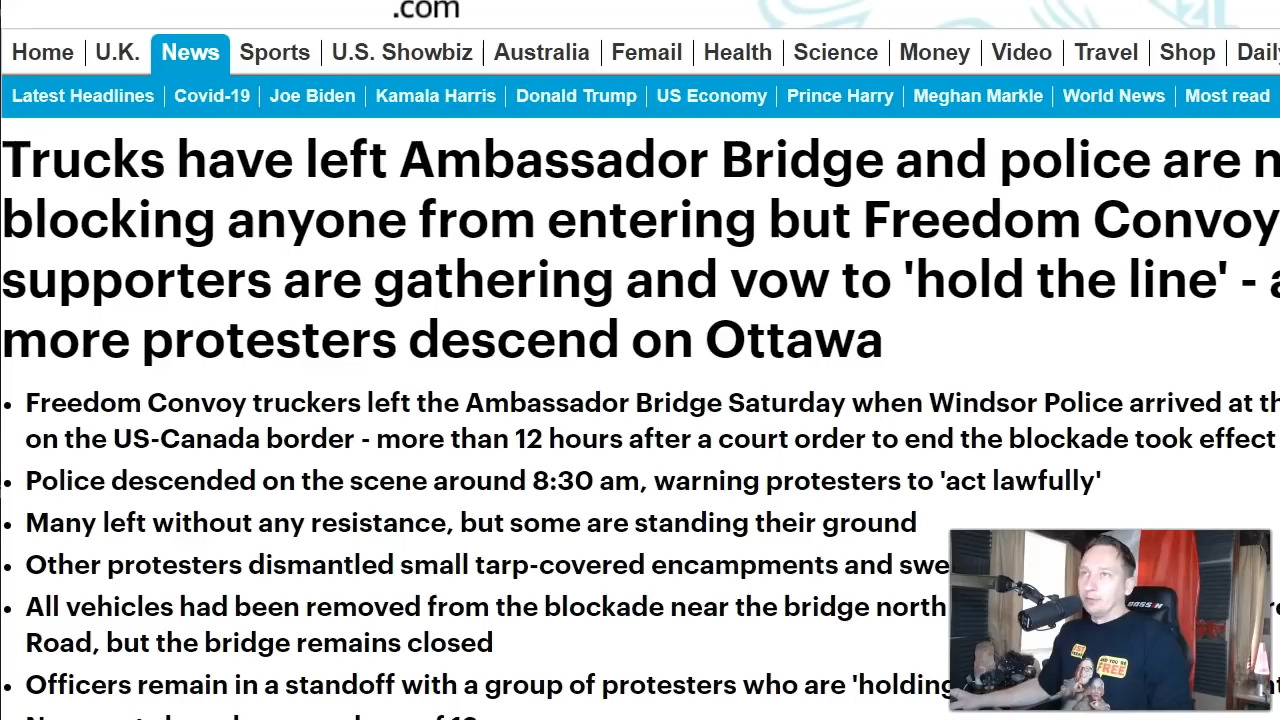 .com
Home U.K. News Sports U.S. Showbiz Australia Femail Health Science Money Video Travel Shop
Latest Headlines Covid-19 Joe Biden Kamala Harris Donald Trump US Economy Prince Harry Meghan Markle World News Most read
Trucks have left Ambassador Bridge and police are
blocking anyone from entering but Freedom Convoy
supporters are gathering and vow to 'hold the line' -
more protesters descend on Ottawa
• Freedom Convoy truckers left the Ambassador Bridge Saturday when Windsor Police arrived at
on the US-Canada border - more than 12 hours after a court order to end the blockade took effect
• Police descended on the scene around 8:30 am, warning protesters to 'act lawfully'
• Many left without any resistance, but some are standing their ground
• Other protesters dismantled small tarp-covered encampments and
• All vehicles had been removed from the blockade near the bridge north
Road, but the bridge remains closed
• Officers remain in a standoff with a group of protesters who are 'holding
AND YOU'RE
FREE